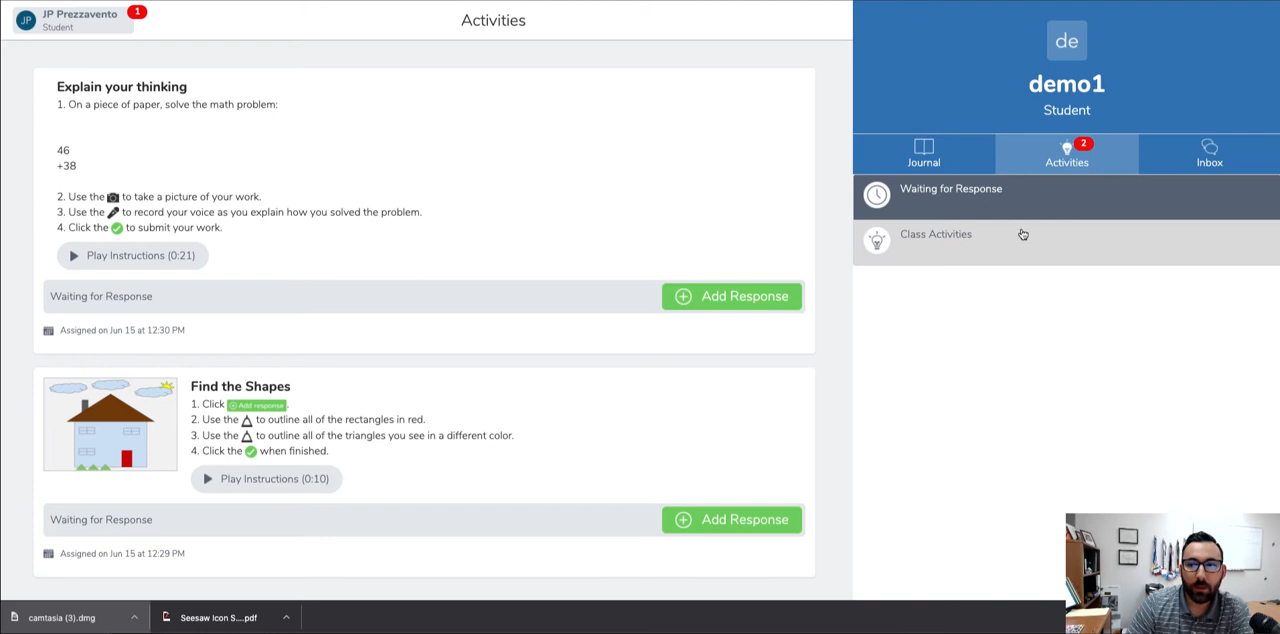 JP
JP Prezzavento
Student
1
Activities
Explain your thinking
1. On a piece of paper, solve the math problem:
46
+38
2. Use the to take a picture of your work.
3. Use the to record your voice as you explain how you solved the problem.
4. Click the to submit your work.
Play Instructions (0:21)
Waiting for Response
Add Response
Assigned on Jun 15 at 12:30 PM
Find the Shapes
1. Click Add response.
2. Use the to outline all of the rectangles in red.
3. Use the to outline all of the triangles you see in a different color.
4. Click the when finished.
Play Instructions (0:10)
Waiting for Response
Add Response
Assigned on Jun 15 at 12:29 PM
de
demo1
Student
Journal
Activities
2
Inbox
Waiting for Response
Class Activities
camtasia (3).dmg
Seesaw Icon S....pdf